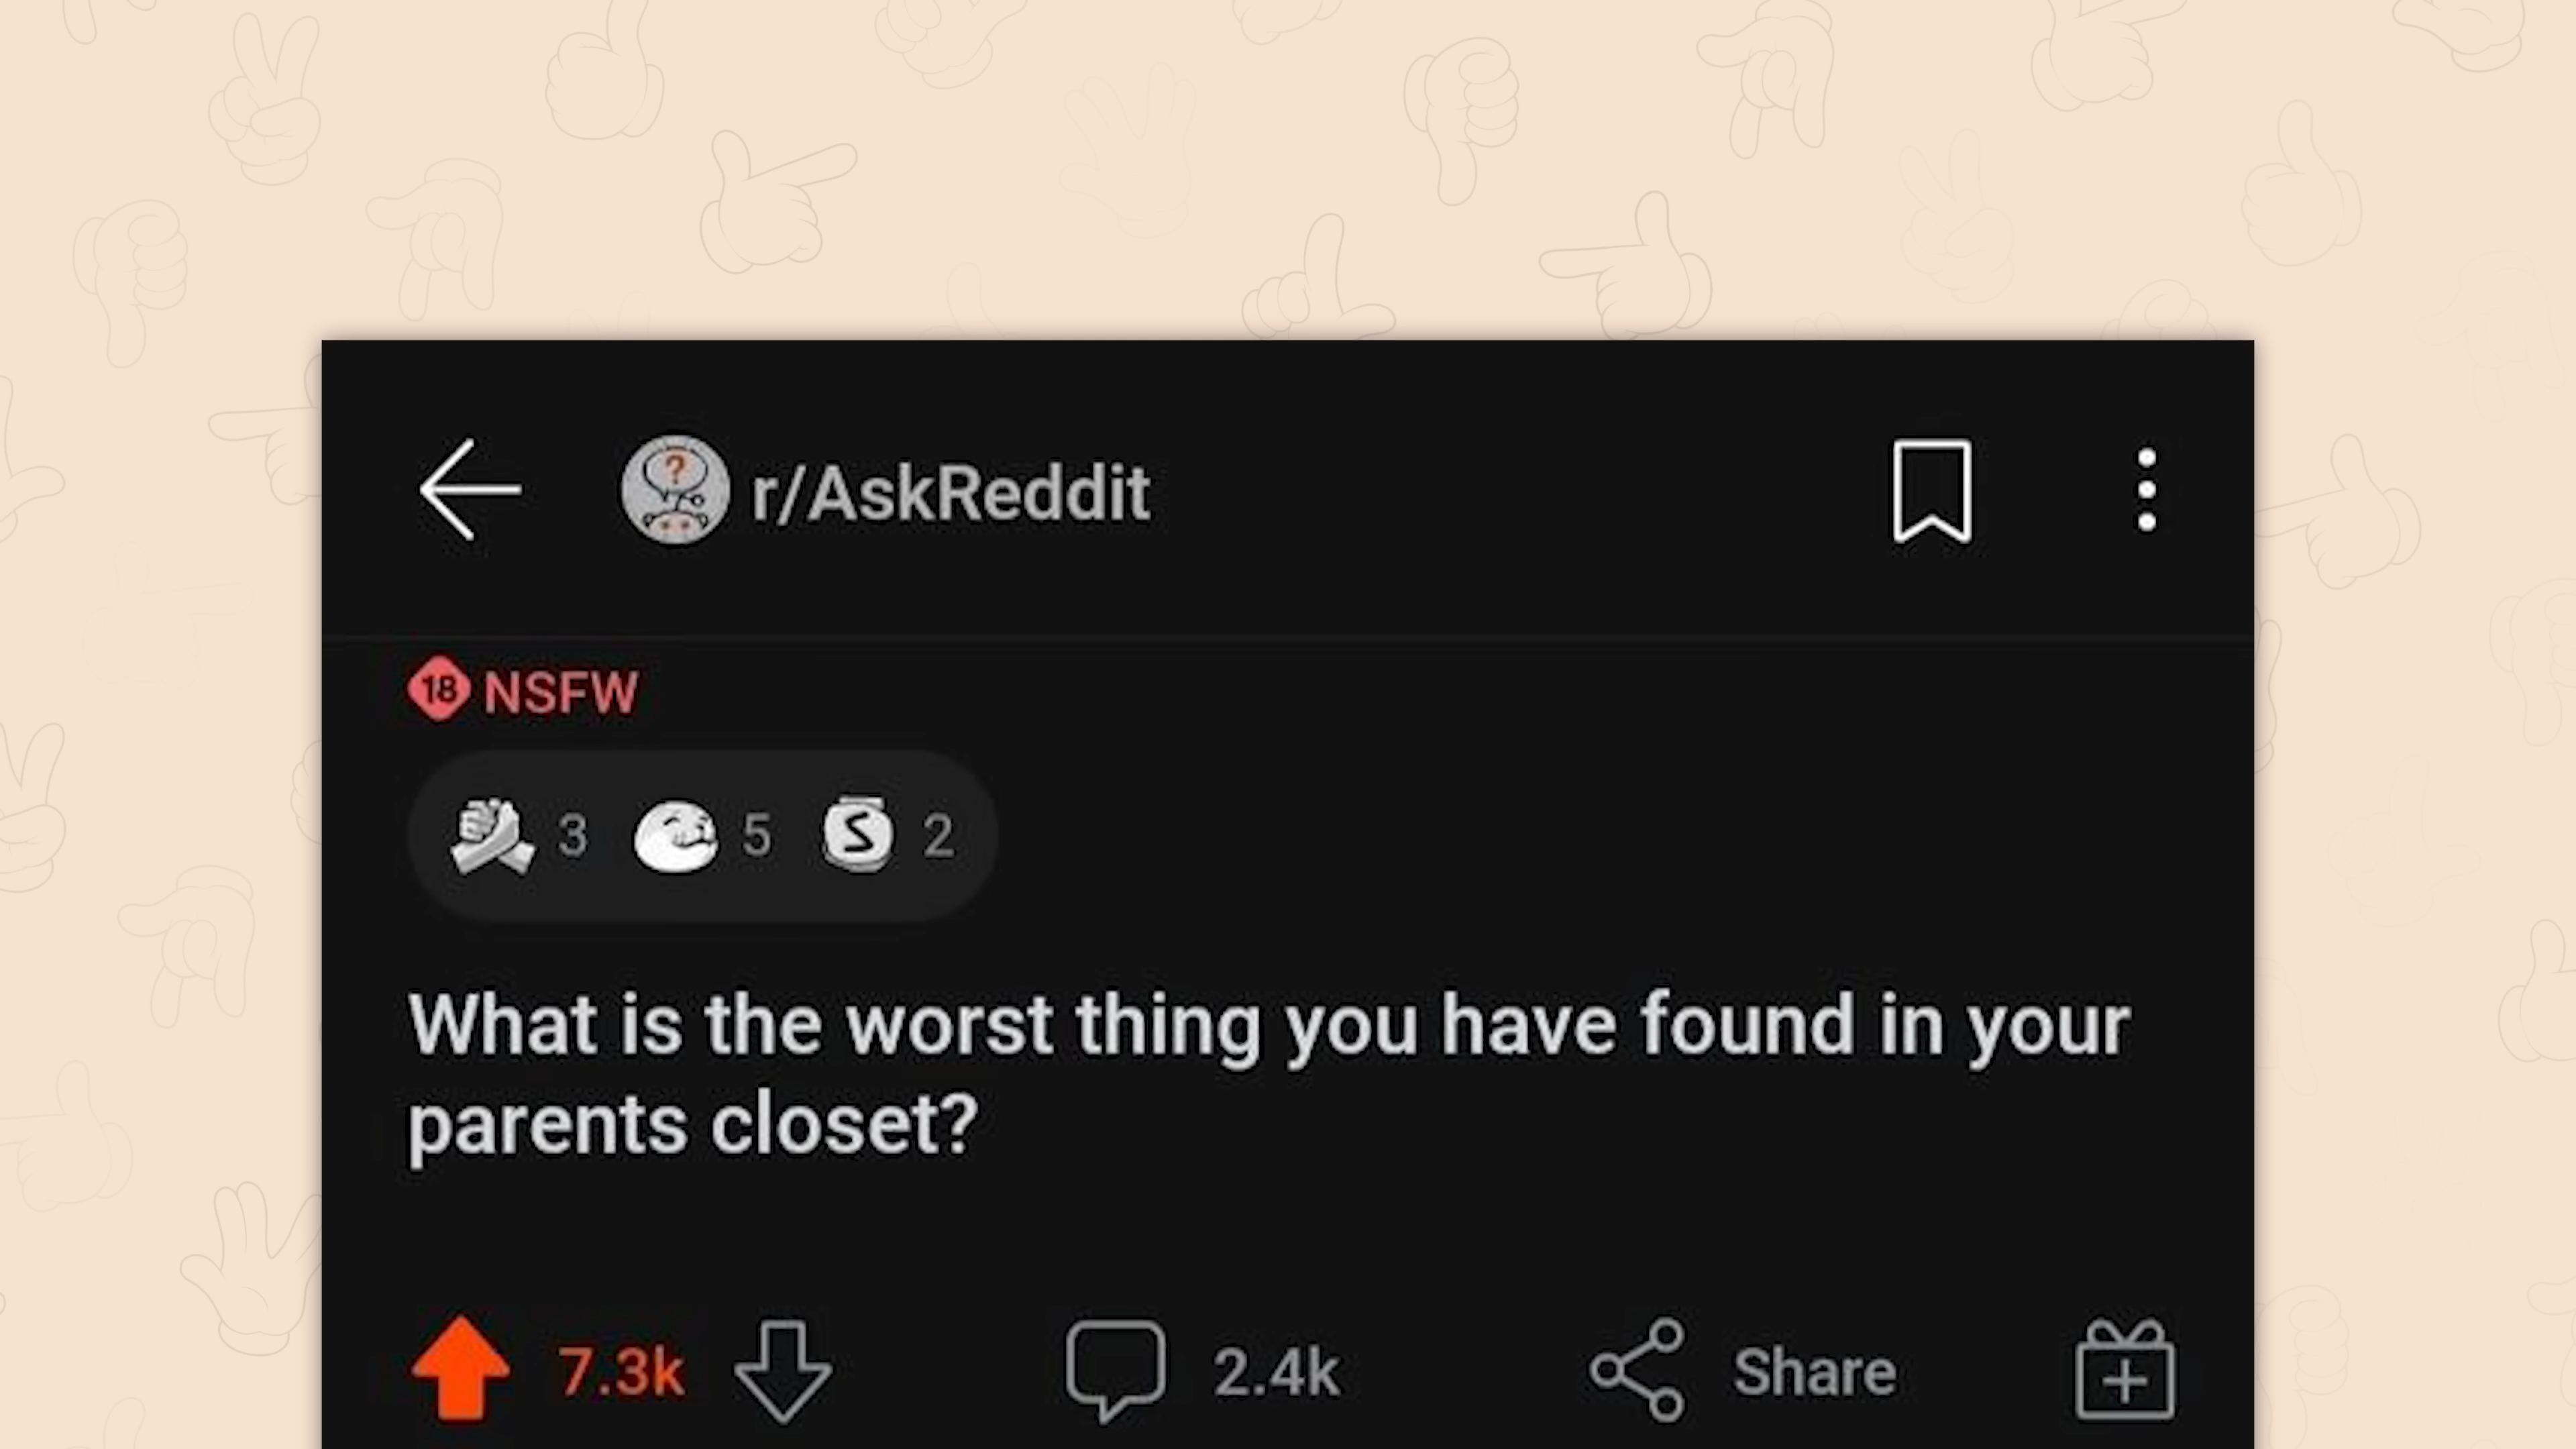 r/AskReddit
18 NSFW
3 5 S 2
What is the worst thing you have found in your
parents closet?
7.3k 2.4k Share